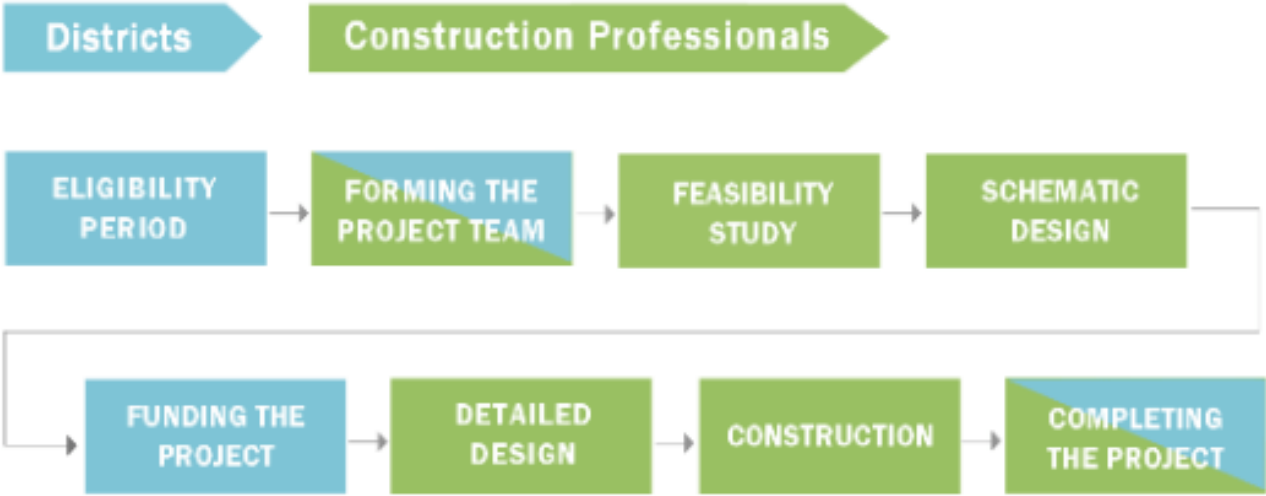 Districts
Construction Professionals
ELIGIBILITY
PERIOD
FORMING THE
PROJECT TEAM
FEASIBILITY
STUDY
SCHEMATIC
DESIGN
FUNDING THE
PROJECT
DETAILED
DESIGN
CONSTRUCTION
COMPLETING
THE PROJECT